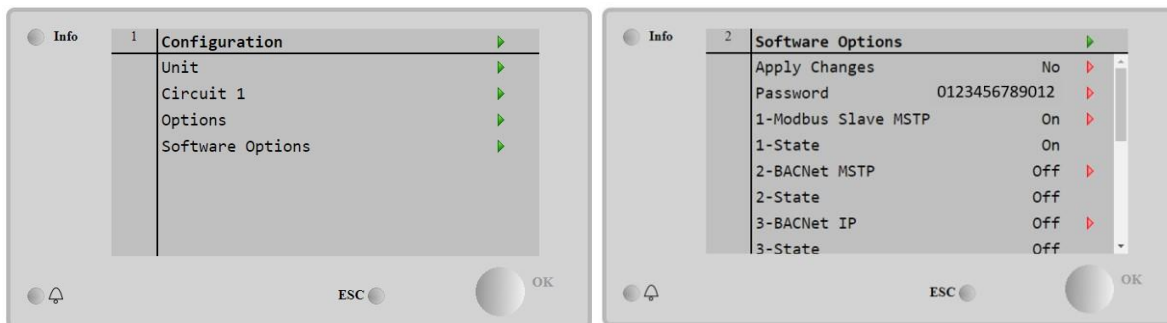 Info
1 Configuration
Unit
Circuit 1
Options
Software Options
ESC
OK
Info
2 Software Options
Apply Changes No
Password 0123456789012
1-Modbus Slave MSTP On
1-State On
2-BACNet MSTP Off
2-State Off
3-BACNet IP Off
3-State Off
ESC
OK